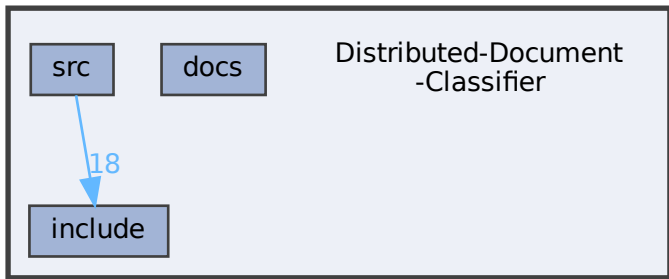 src
docs
Distributed-Document
-Classifier
18
include